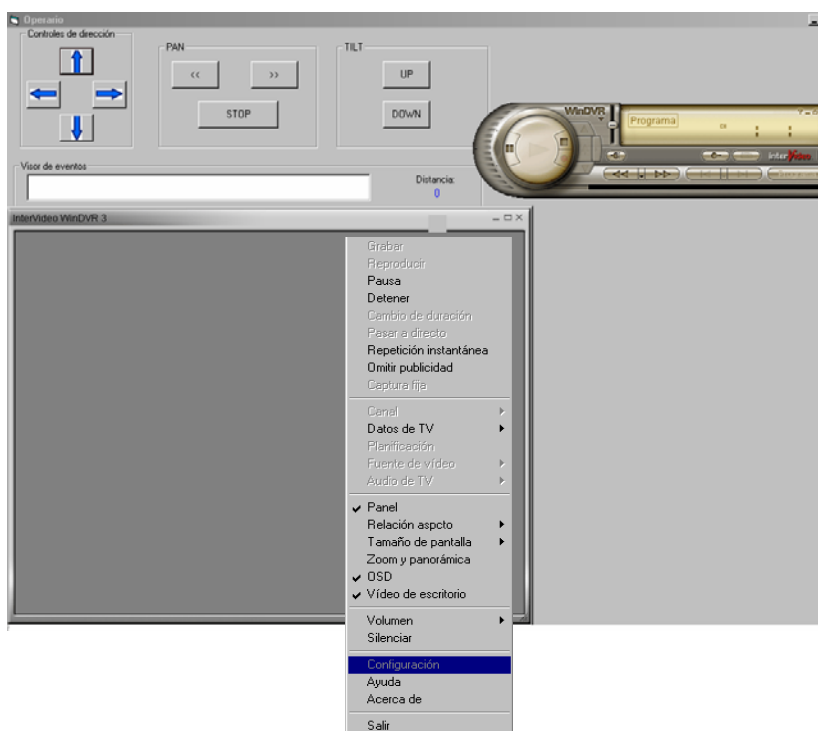 Operario
Controles de dirección
PAN
<<
>>
STOP
TILT
UP
DOWN
WinDVR
Programa
InterVideo
Visor de eventos
Distancia:
0
InterVideo WinDVR 3
Grabar
Reproducir
Pausa
Detener
Cambio de duración
Pasar a directo
Repetición instantánea
Omitir publicidad
Captura fija
Canal
Datos de TV
Planificación
Fuente de vídeo
Audio de TV
Panel
Relación aspcto
Tamaño de pantalla
Zoom y panorámica
OSD
Vídeo de escritorio
Volumen
Silenciar
Configuración
Ayuda
Acerca de
Salir